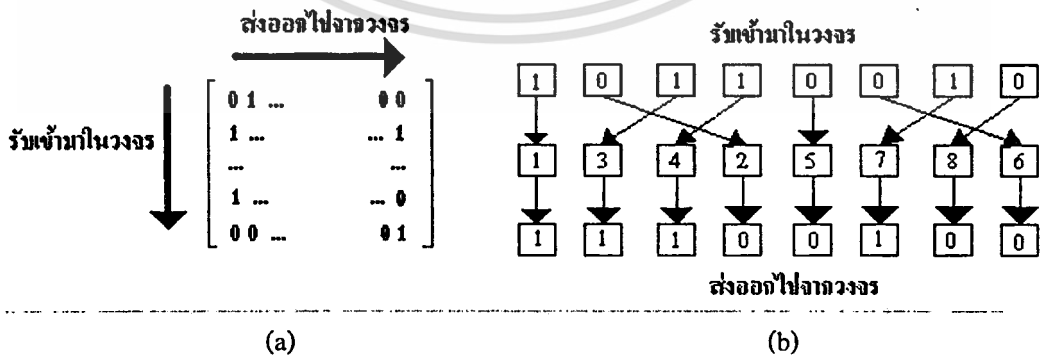 ส่งออกไปจากวงจร
รับเข้ามาในวงจร
0 1 ... 0 0
1 ... ... 1
... ...
1 ... ... 0
0 0 ... 0 1
(a)
รับเข้ามาในวงจร
1 0 1 1 0 0 1 0
1 3 4 2 5 7 8 6
1 1 1 0 0 1 0 0
ส่งออกไปจากวงจร
(b)